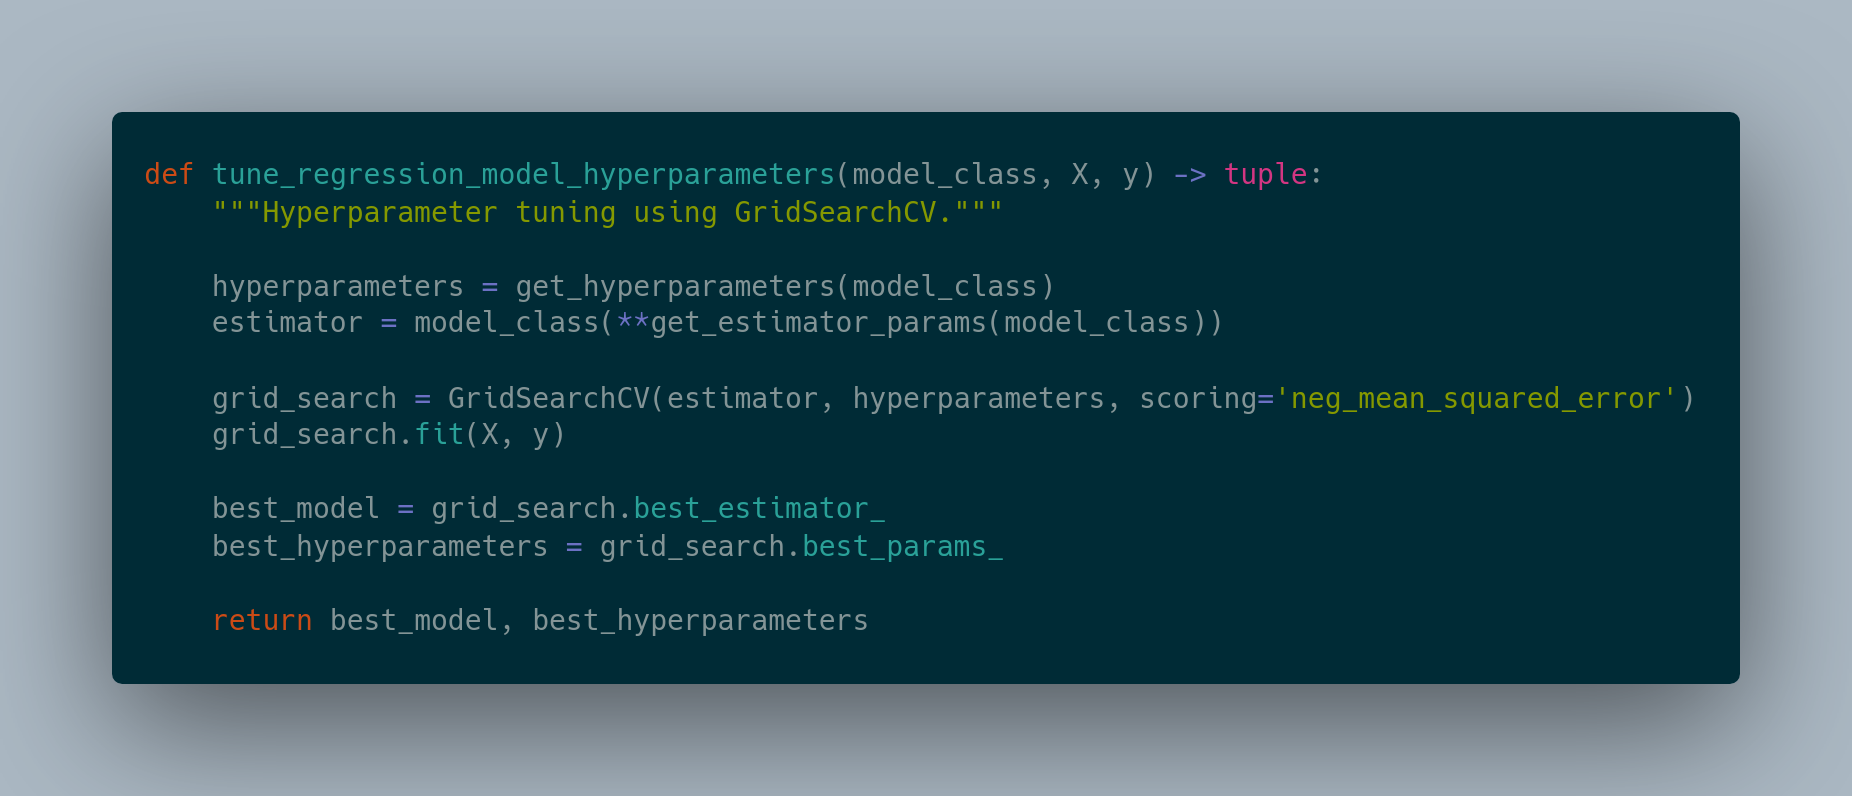 def tune_regression_model_hyperparameters(model_class, X, y) -> tuple:
    """Hyperparameter tuning using GridSearchCV."""

    hyperparameters = get_hyperparameters(model_class)
    estimator = model_class(**get_estimator_params(model_class))

    grid_search = GridSearchCV(estimator, hyperparameters, scoring='neg_mean_squared_error')
    grid_search.fit(X, y)

    best_model = grid_search.best_estimator_
    best_hyperparameters = grid_search.best_params_

    return best_model, best_hyperparameters